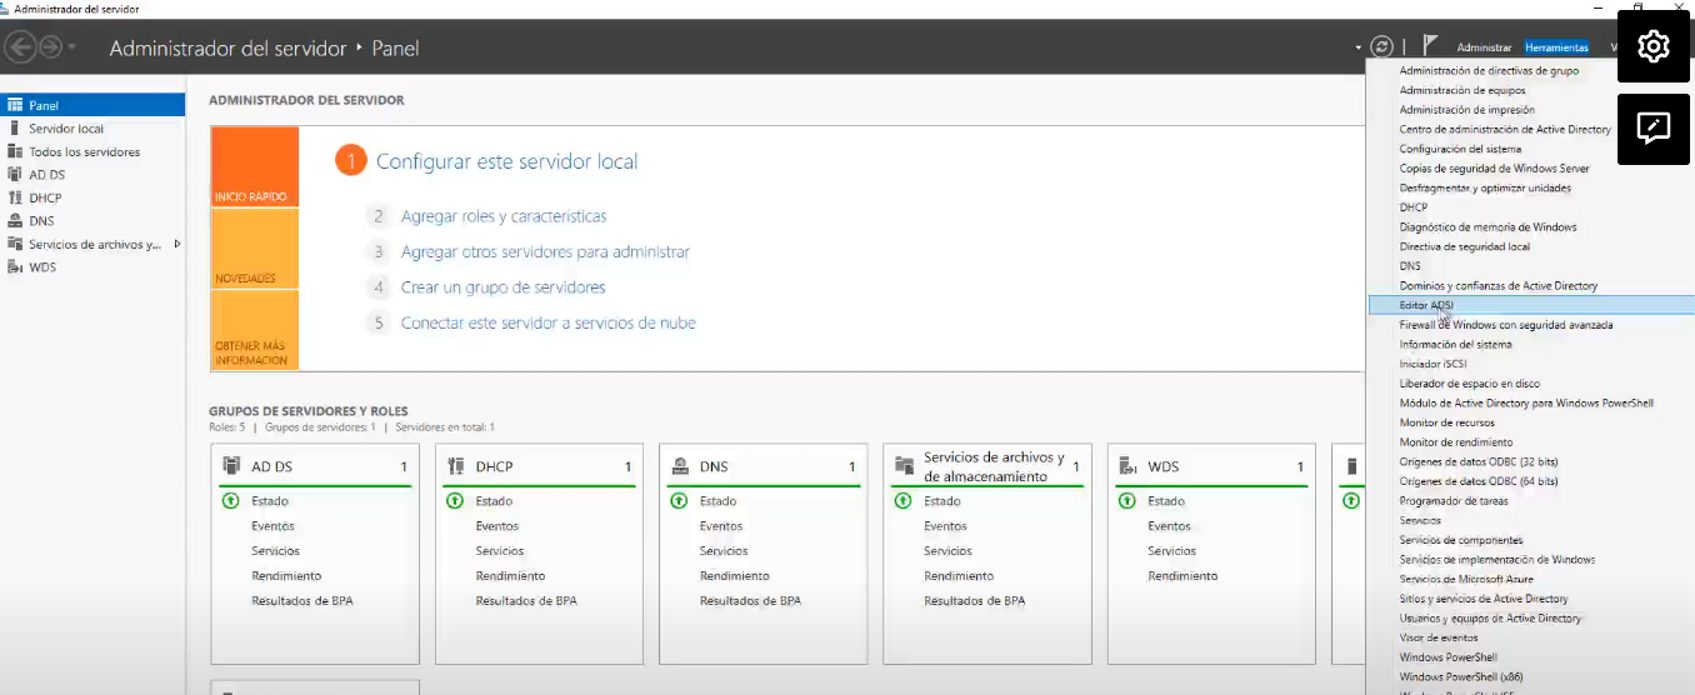 Administrador del servidor
Administrador del servidor ‣ Panel
Administrar
Herramientas
V
Panel
Servidor local
Todos los servidores
AD DS
DHCP
DNS
Servicios de archivos y...
WDS
ADMINISTRADOR DEL SERVIDOR
INICIO RÁPIDO
NOVEDADES
OBTENER MÁS
INFORMACIÓN
1 Configurar este servidor local
2 Agregar roles y características
3 Agregar otros servidores para administrar
4 Crear un grupo de servidores
5 Conectar este servidor a servicios de nube
GRUPOS DE SERVIDORES Y ROLES
Roles: 5 | Grupos de servidores: 1 | Servidores en total: 1
AD DS 1
Estado
Eventos
Servicios
Rendimiento
Resultados de BPA
DHCP 1
Estado
Eventos
Servicios
Rendimiento
Resultados de BPA
DNS 1
Estado
Eventos
Servicios
Rendimiento
Resultados de BPA
Servicios de archivos y
de almacenamiento 1
Estado
Eventos
Servicios
Rendimiento
Resultados de BPA
WDS 1
Estado
Eventos
Servicios
Rendimiento
Administración de directivas de grupo
Administración de equipos
Administración de impresión
Centro de administración de Active Directory
Configuración del sistema
Copias de seguridad de Windows Server
Desfragmentar y optimizar unidades
DHCP
Diagnóstico de memoria de Windows
Directiva de seguridad local
DNS
Dominios y confianzas de Active Directory
Editor ADSI
Firewall de Windows con seguridad avanzada
Información del sistema
Iniciador iSCSI
Liberador de espacio en disco
Módulo de Active Directory para Windows PowerShell
Monitor de recursos
Monitor de rendimiento
Orígenes de datos ODBC (32 bits)
Orígenes de datos ODBC (64 bits)
Programador de tareas
Servicios
Servicios de componentes
Servicios de implementación de Windows
Servicios de Microsoft Azure
Sitios y servicios de Active Directory
Usuarios y equipos de Active Directory
Visor de eventos
Windows PowerShell
Windows PowerShell (x86)